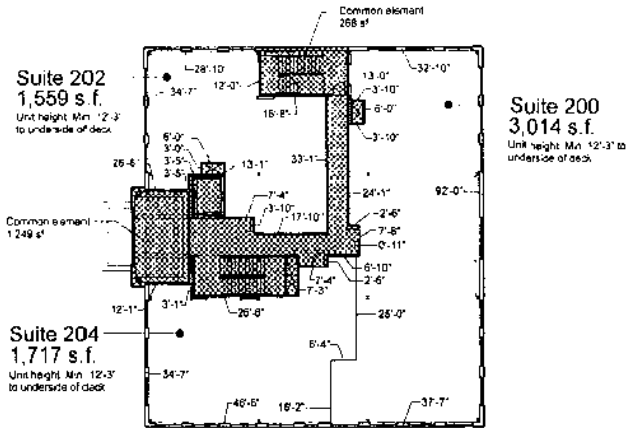 Common element
268 sf
28'-10"
32'-10"
Suite 202
1,559 s.f.
Unit height Min 12'-3"
to underside of deck
34'-7"
12'-0"
16'-8"
13'-0"
3'-10"
6'-0"
3'-10"
Suite 200
3,014 s.f.
Unit height Min 12'-3" to
underside of deck
6'-0"
3'-0"
3'-5"
3'-5"
13'-1"
33'-1"
26'-6"
24'-1"
92'-0"
7'-4"
3'-10"
17'-10"
Common element
1 249 sf
2'-6"
7'-8"
0'-11"
6'-10"
2'-6"
7'-4"
7'-3"
12'-1"
3'-1"
26'-6"
25'-0"
Suite 204
1,717 s.f.
Unit height Min 12'-3"
to underside of deck
6'-4"
34'-7"
46'-6"
16'-2"
37'-7"